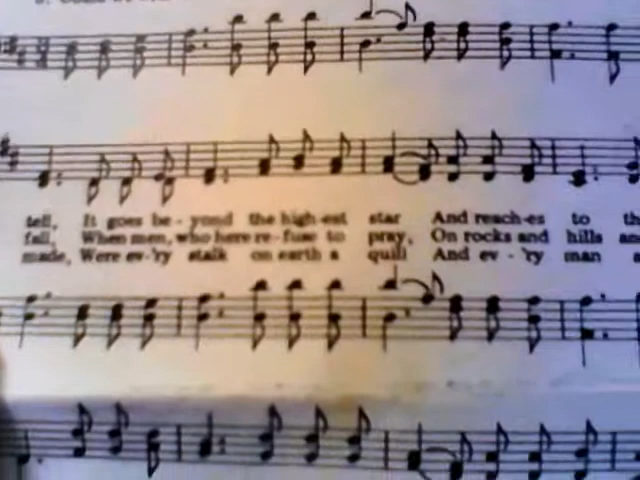 tell, It goes be-yond the high-est star And reach-es to
fall, When men, who here re-fuse to pray, On rocks and hills
made, Were ev-'ry stalk on earth a quill And ev-'ry man a